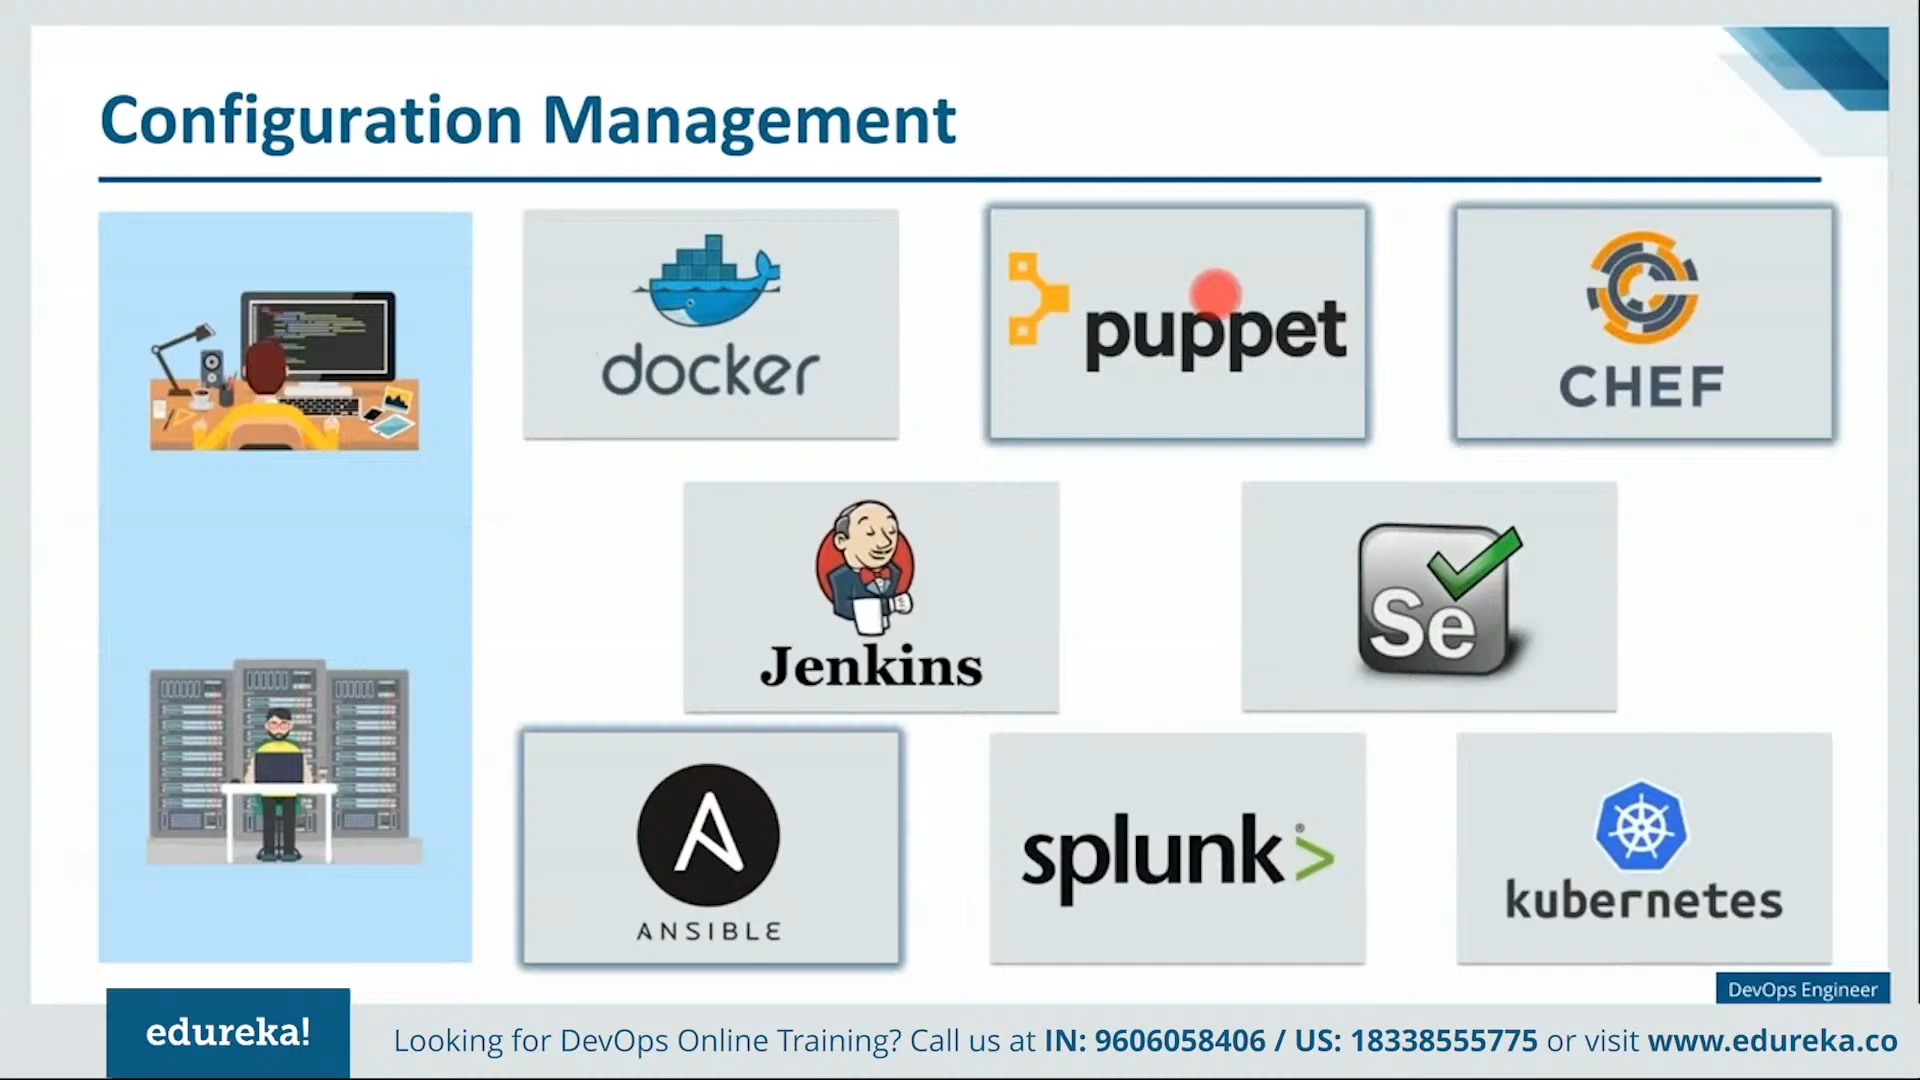 Configuration Management
docker
puppet
CHEF
Jenkins
Se
ANSIBLE
splunk>®
kubernetes
DevOps Engineer
edureka!
Looking for DevOps Online Training? Call us at IN: 9606058406 / US: 18338555775 or visit www.edureka.co